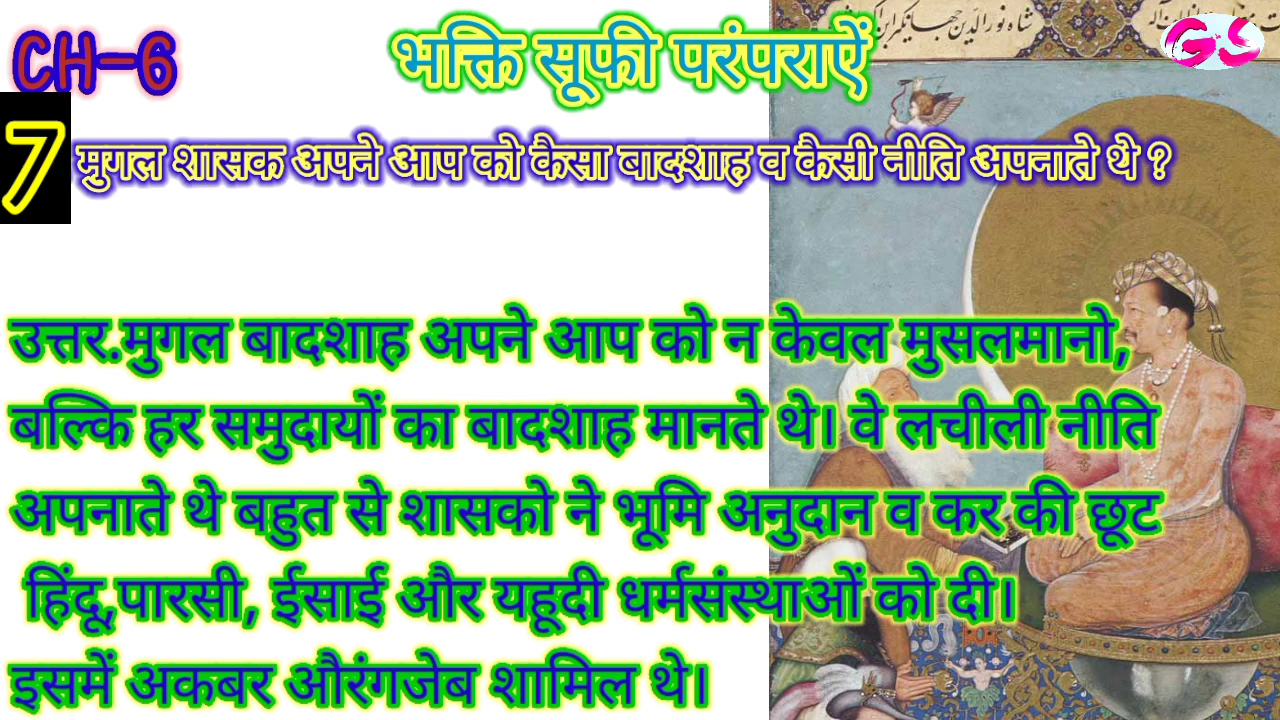 CH-6
भक्ति सूफी परंपराऐं
GS
7 मुगल शासक अपने आप को कैसा बादशाह व कैसी नीति अपनाते थे ?
उत्तर.मुगल बादशाह अपने आप को न केवल मुसलमानो,
बल्कि हर समुदायों का बादशाह मानते थे। वे लचीली नीति
अपनाते थे बहुत से शासको ने भूमि अनुदान व कर की छूट
हिंदू,पारसी, ईसाई और यहूदी धर्मसंस्थाओं को दी।
इसमें अकबर औरंगजेब शामिल थे।